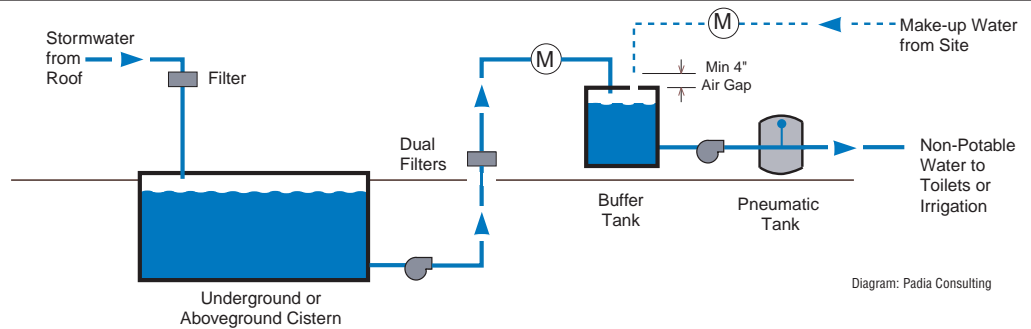 Stormwater
from
Roof
Filter
Dual
Filters
M
M
Make-up Water
from Site
Min 4"
Air Gap
Buffer
Tank
Pneumatic
Tank
Non-Potable
Water to
Toilets or
Irrigation
Underground or
Aboveground Cistern
Diagram: Padia Consulting